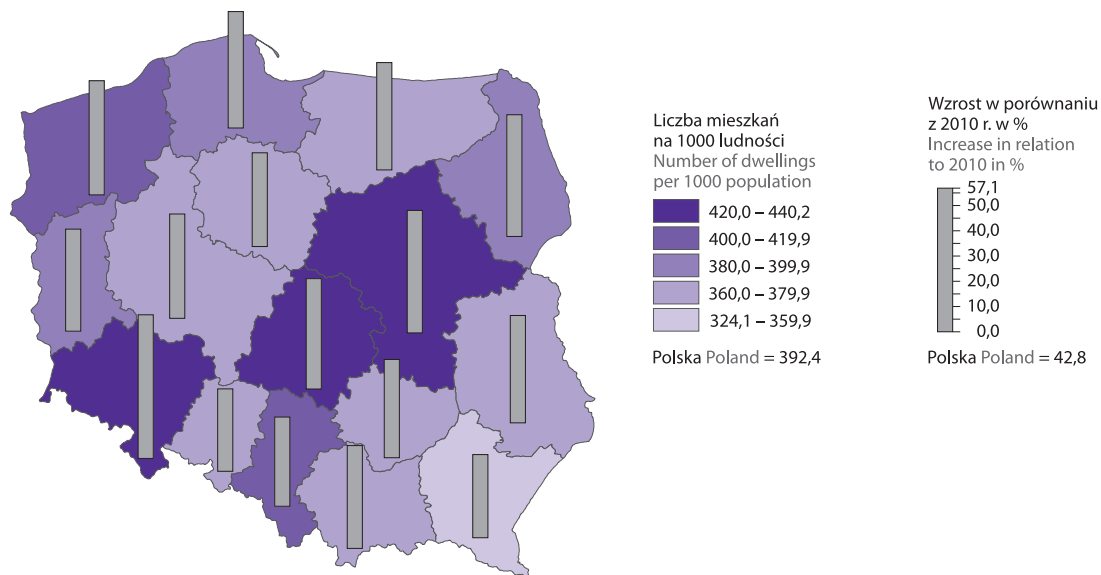 Liczba mieszkań
na 1000 ludności
Number of dwellings
per 1000 population
420,0 – 440,2
400,0 – 419,9
380,0 – 399,9
360,0 – 379,9
324,1 – 359,9
Polska Poland = 392,4
Wzrost w porównaniu
z 2010 r. w %
Increase in relation
to 2010 in %
57,1
50,0
40,0
30,0
20,0
10,0
0,0
Polska Poland = 42,8